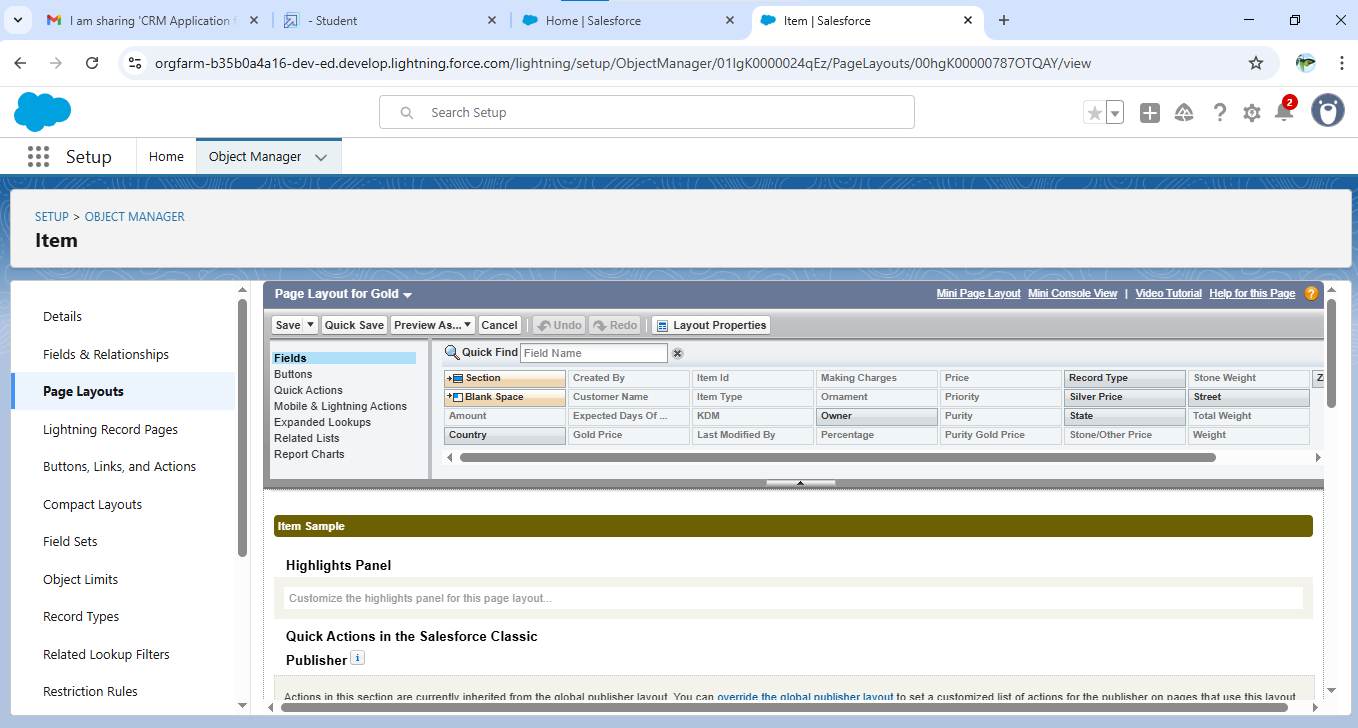 I am sharing 'CRM Application f
- Student
Home | Salesforce
Item | Salesforce
orgfarm-b35b0a4a16-dev-ed.develop.lightning.force.com/lightning/setup/ObjectManager/01IgK0000024qEz/PageLayouts/00hgK00000787OTQAY/view
Search Setup
2
Setup
Home
Object Manager
SETUP > OBJECT MANAGER
Item
Details
Fields & Relationships
Page Layouts
Lightning Record Pages
Buttons, Links, and Actions
Compact Layouts
Field Sets
Object Limits
Record Types
Related Lookup Filters
Restriction Rules
Page Layout for Gold
Mini Page Layout Mini Console View | Video Tutorial Help for this Page ?
Save Quick Save Preview As... Cancel Undo Redo Layout Properties
Fields
Buttons
Quick Actions
Mobile & Lightning Actions
Expanded Lookups
Related Lists
Report Charts
Quick Find Field Name
Section Created By Item Id Making Charges Price Record Type Stone Weight Z
Blank Space Customer Name Item Type Ornament Priority Silver Price Street
Amount Expected Days Of ... KDM Owner Purity State Total Weight
Country Gold Price Last Modified By Percentage Purity Gold Price Stone/Other Price Weight
Item Sample
Highlights Panel
Customize the highlights panel for this page layout...
Quick Actions in the Salesforce Classic
Publisher i
Actions in this section are currently inherited from the global publisher layout. You can override the global publisher layout to set a customized list of actions for the publisher on pages that use this layout.